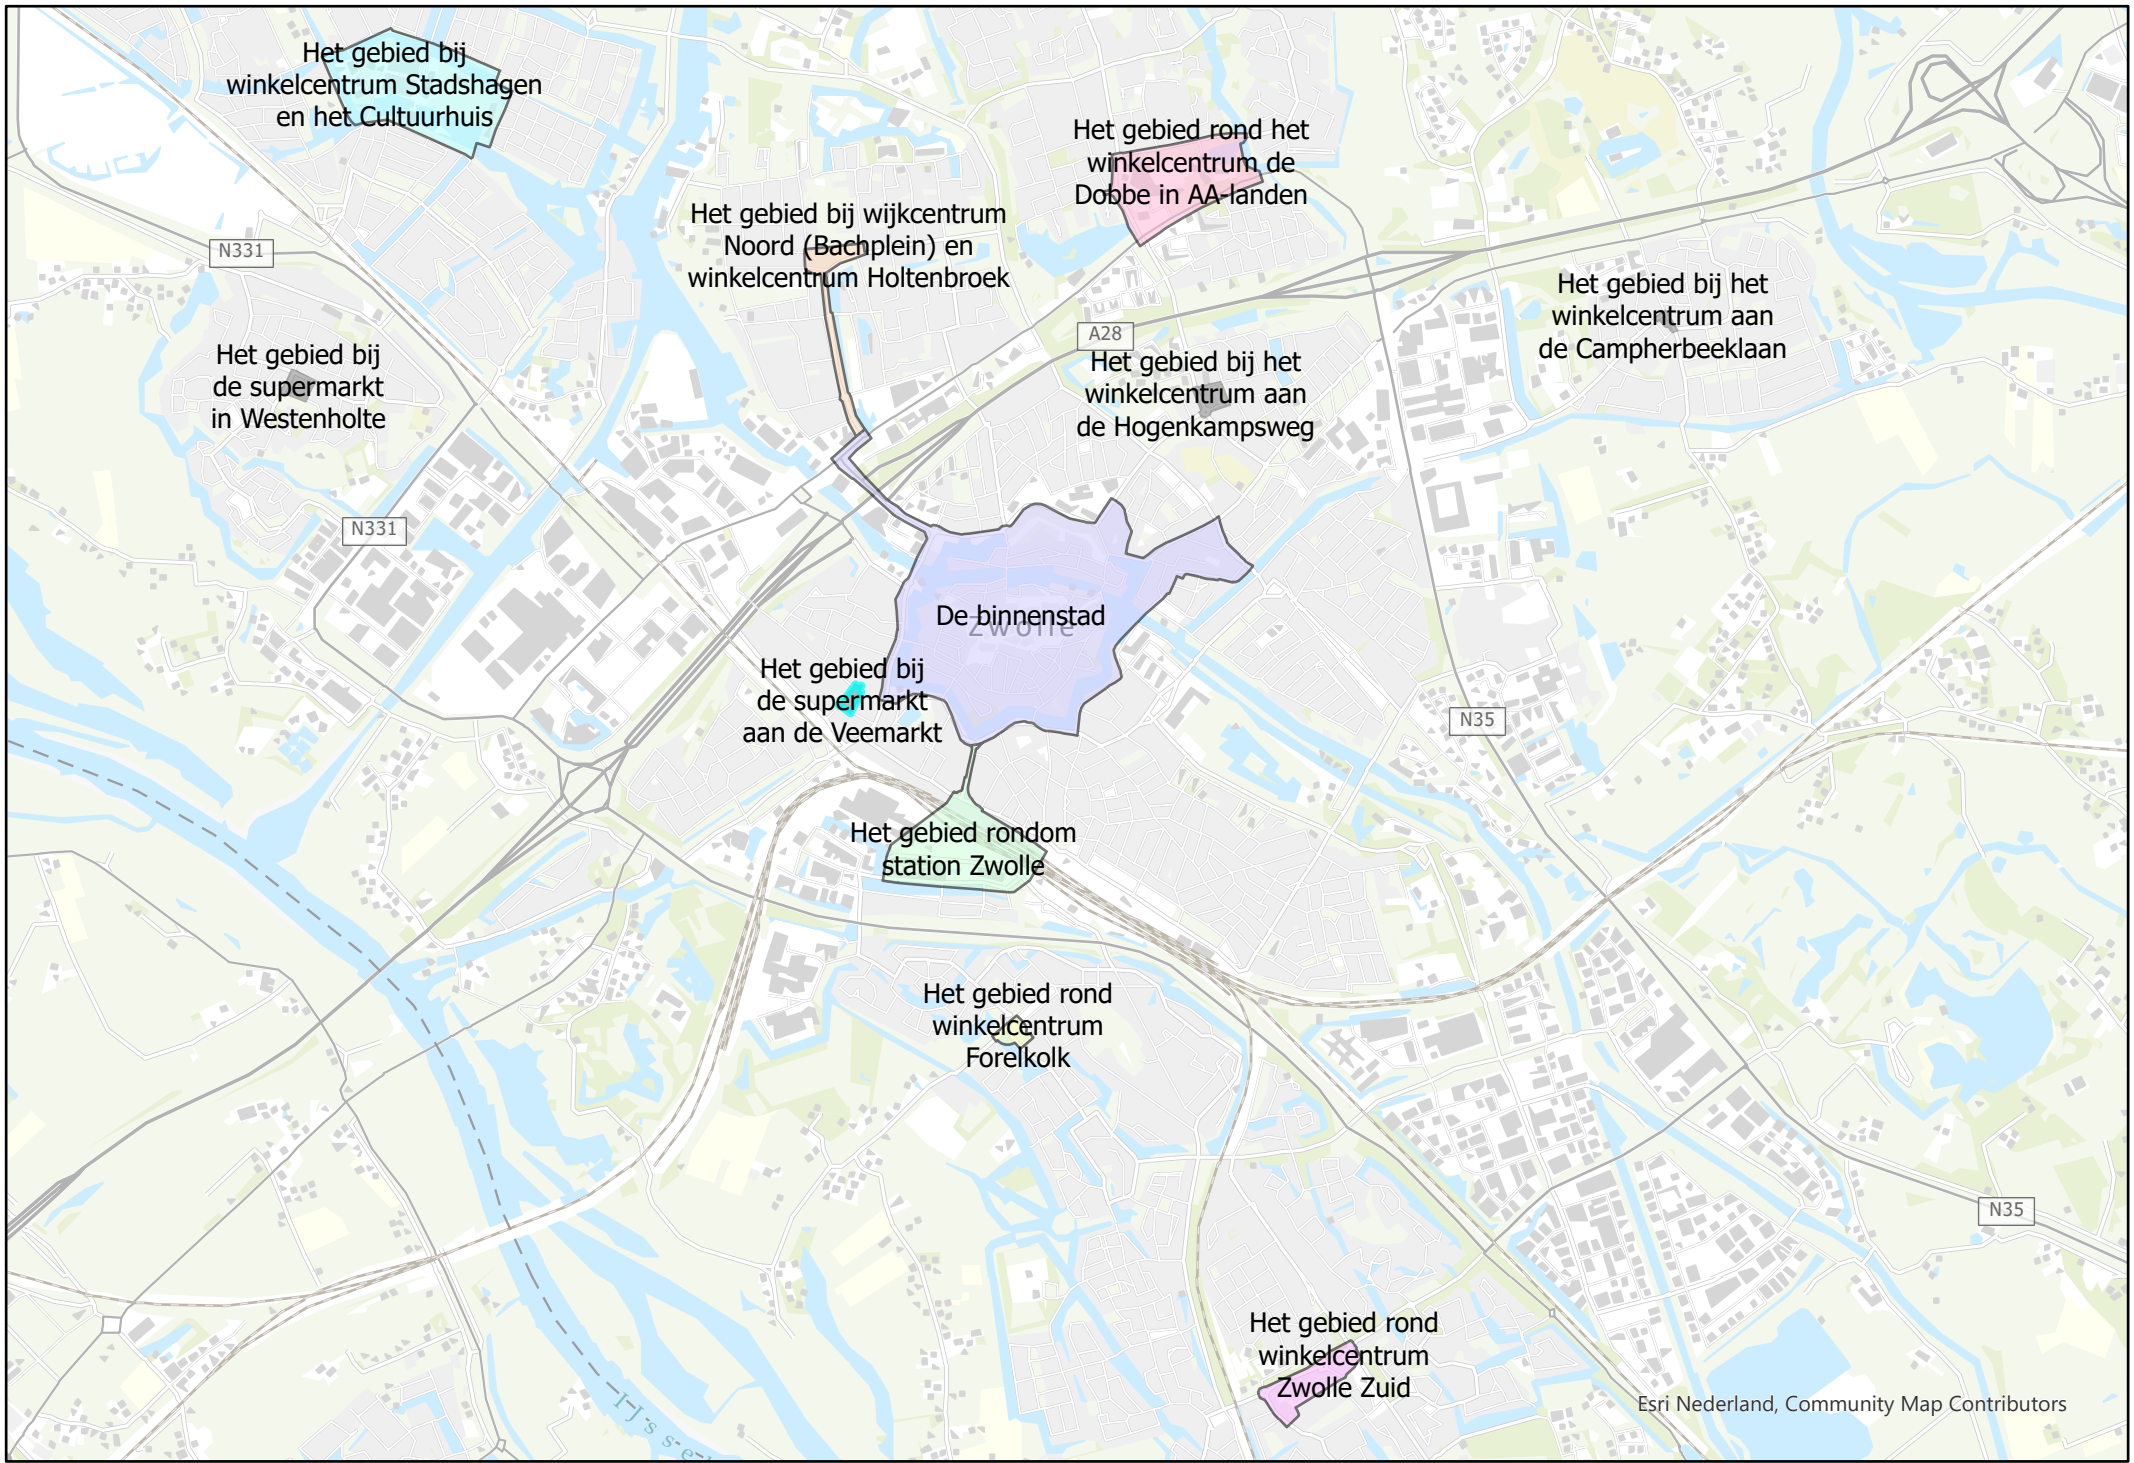 Het gebied bij
winkelcentrum Stadshagen
en het Cultuurhuis
Het gebied rond het
winkelcentrum de
Dobbe in AA-landen
Het gebied bij wijkcentrum
Noord (Bachplein) en
winkelcentrum Holtenbroek
N331
Het gebied bij het
winkelcentrum aan
de Campherbeeklaan
A28
Het gebied bij
de supermarkt
in Westenholte
Het gebied bij het
winkelcentrum aan
de Hogenkampsweg
N331
De binnenstad
Zwolle
Het gebied bij
de supermarkt
aan de Veemarkt
N35
Het gebied rondom
station Zwolle
Het gebied rond
winkelcentrum
Forelkolk
N35
Het gebied rond
winkelcentrum
Zwolle Zuid
Esri Nederland, Community Map Contributors